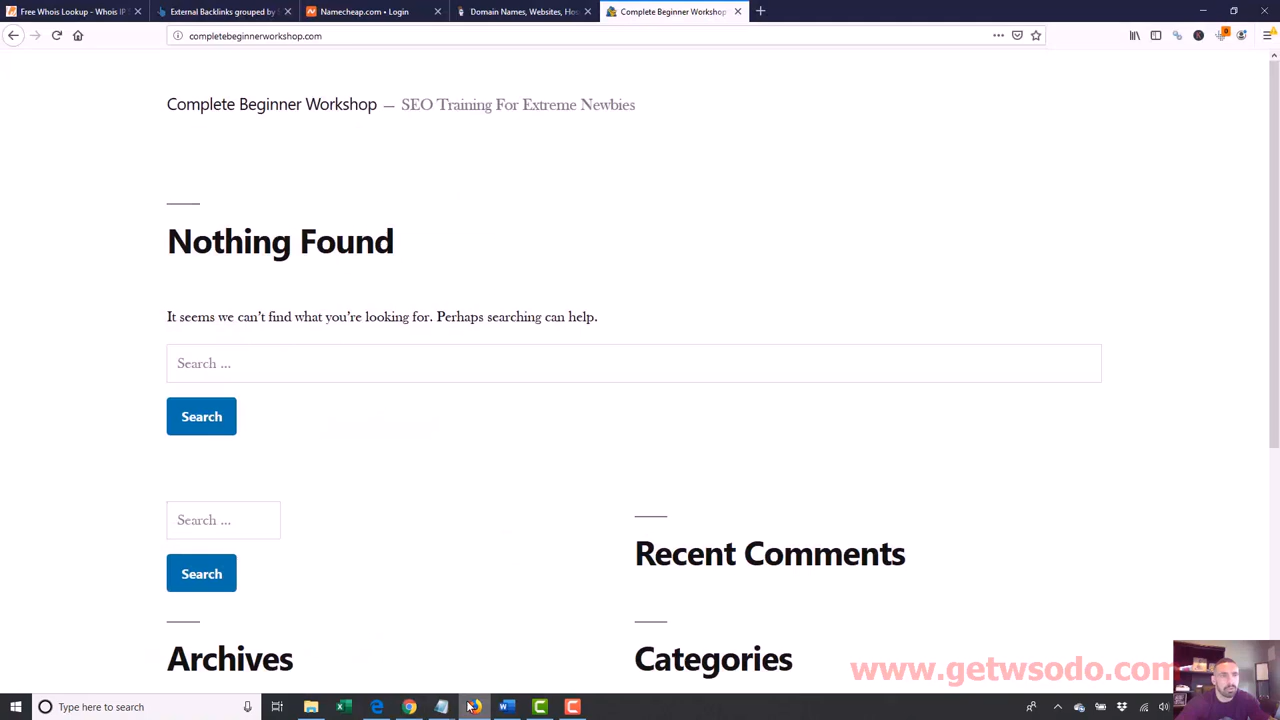 Free Whois Lookup - Whois IP
External Backlinks grouped by
Namecheap.com • Login
Domain Names, Websites, Ho
Complete Beginner Workshop
completebeginnerworkshop.com
Complete Beginner Workshop — SEO Training For Extreme Newbies
Nothing Found
It seems we can't find what you're looking for. Perhaps searching can help.
Search ...
Search
Search ...
Search
Recent Comments
Archives
Categories
www.getwsodo.com
Type here to search